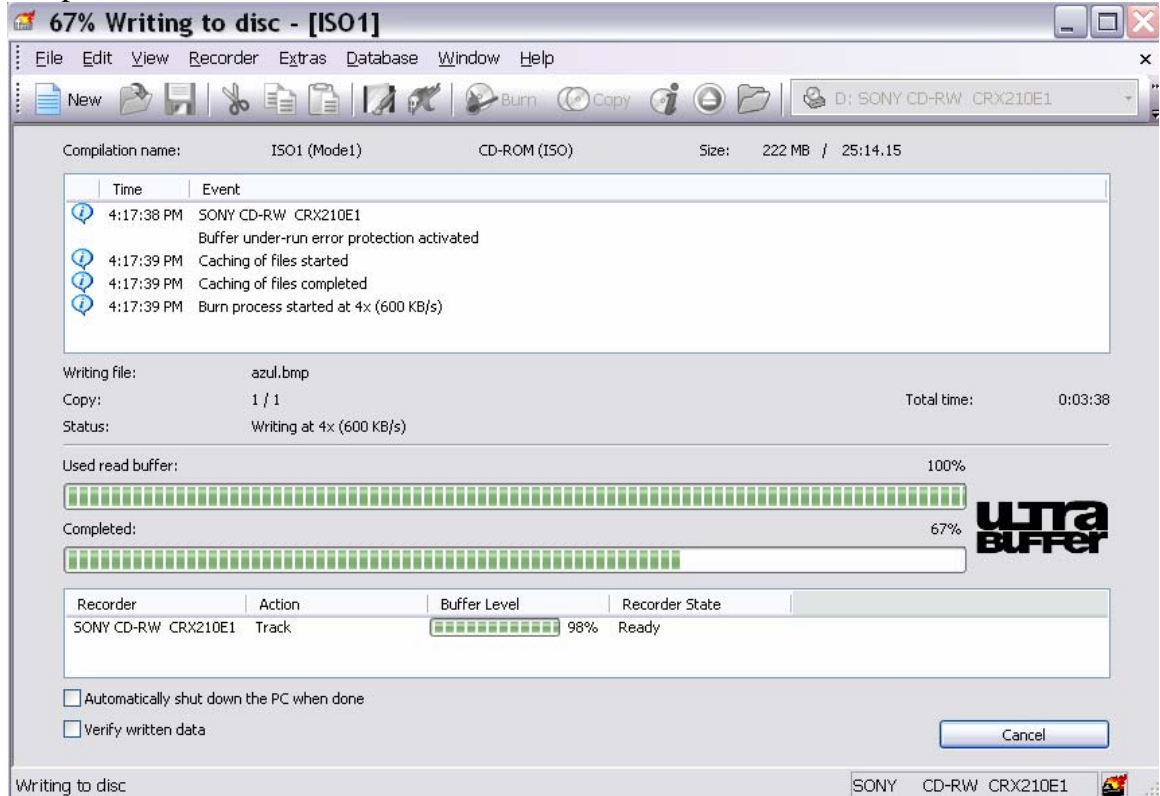 67% Writing to disc - [ISO1]
File Edit View Recorder Extras Database Window Help
New Burn Copy D: SONY CD-RW CRX210E1
Compilation name: ISO1 (Mode1) CD-ROM (ISO) Size: 222 MB / 25:14.15
Time Event
4:17:38 PM SONY CD-RW CRX210E1
Buffer under-run error protection activated
4:17:39 PM Caching of files started
4:17:39 PM Caching of files completed
4:17:39 PM Burn process started at 4x (600 KB/s)
Writing file: azul.bmp
Copy: 1 / 1 Total time: 0:03:38
Status: Writing at 4x (600 KB/s)
Used read buffer: 100%
Completed: 67%
ULTRA
BUFFER
Recorder Action Buffer Level Recorder State
SONY CD-RW CRX210E1 Track 98% Ready
Automatically shut down the PC when done
Verify written data
Cancel
Writing to disc SONY CD-RW CRX210E1